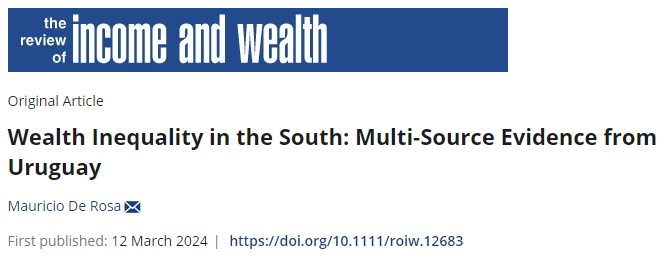 the
review
of
income and wealth
Original Article
Wealth Inequality in the South: Multi-Source Evidence from
Uruguay
Mauricio De Rosa
First published: 12 March 2024 | https://doi.org/10.1111/roiw.12683